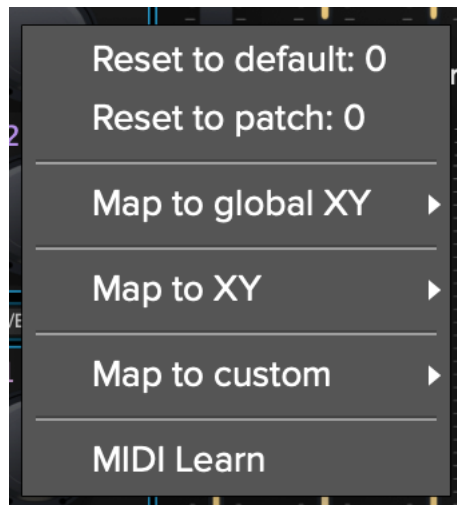 Reset to default: 0
Reset to patch: 0
Map to global XY
Map to XY
Map to custom
MIDI Learn